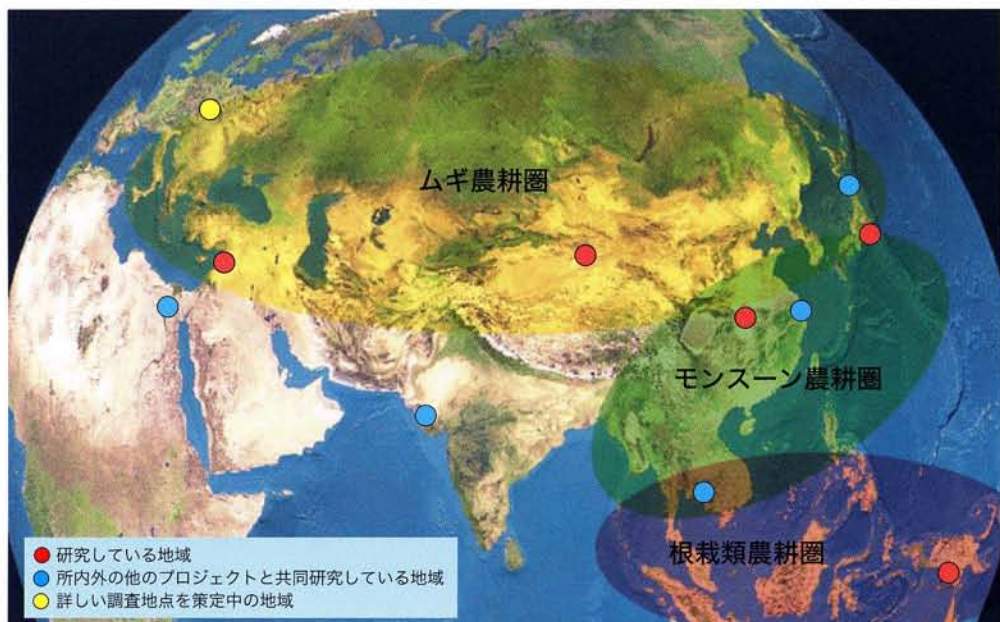 ムギ農耕圏
モンスーン農耕圏
根栽類農耕圏
研究している地域
所内外の他のプロジェクトと共同研究している地域
詳しい調査地点を策定中の地域